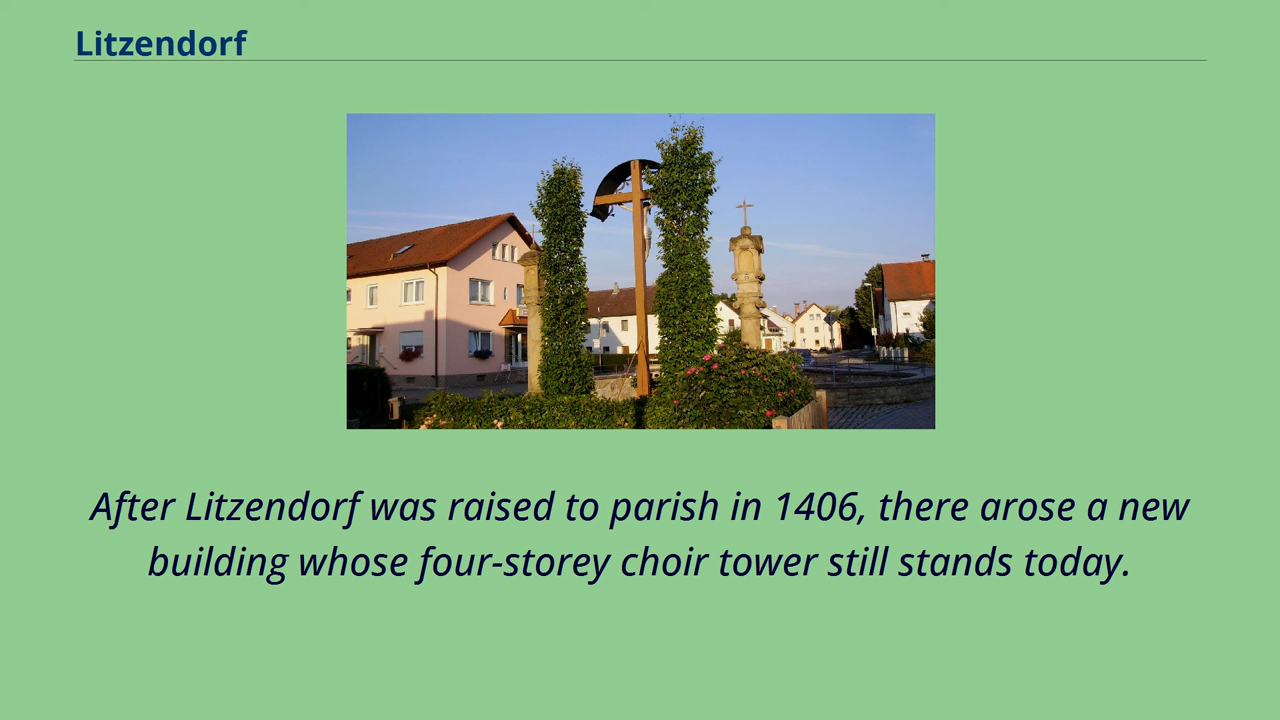 Litzendorf
After Litzendorf was raised to parish in 1406, there arose a new
building whose four-storey choir tower still stands today.